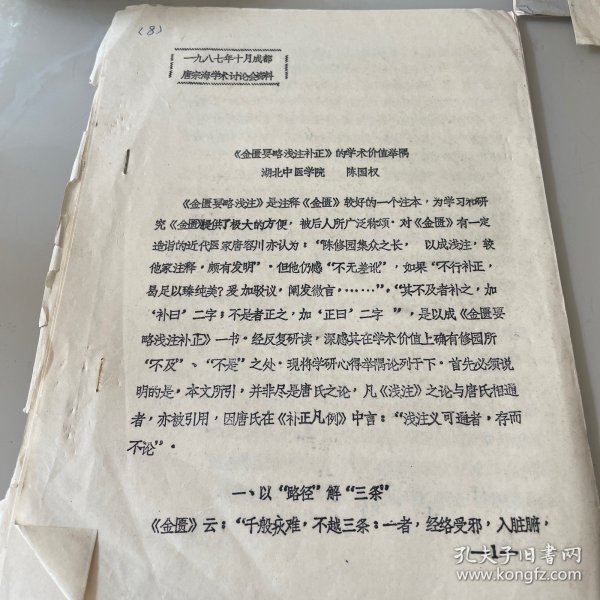 (8)
一九八七年十月成都
唐宗海学术讨论会资料
《金匮要略浅注补正》的学术价值举隅
湖北中医学院 陈国权
《金匮要略浅注》是注释《金匮》较好的一个注本，为学习和研
究《金匮》提供了极大的方便，被后人所广泛称颂．对《金匮》有一定
造诣的近代医家唐容川亦认为：“陈修园集众之长， 以成浅注，较
他家注释．颇有发明”．但他仍感“不无差讹”，如果“不行补正，
曷足以臻纯美？爰加驳议，阐发微言，……”，“其不及者补之，加
‘补曰’二字；不是者正之，加‘正曰’二字 ”，是以成《金匮要
略浅注补正》一书．经反复研读，深感其在学术价值上确有修园所
“不及”、“不是”之处．现将学研心得举隅论列于下．首先必须说
明的是，本文所引，并非尽是唐氏之论，凡《浅注》之论与唐氏相通
者，亦被引用，因唐氏在《补正凡例》中言：“浅注义可通者，存而
不论”．
一、以“路径”解“三条”
《金匮》云：“千般疢难，不越三条：一者，经络受邪，入脏腑，
—1—
孔夫子旧书网
www.kongfz.com